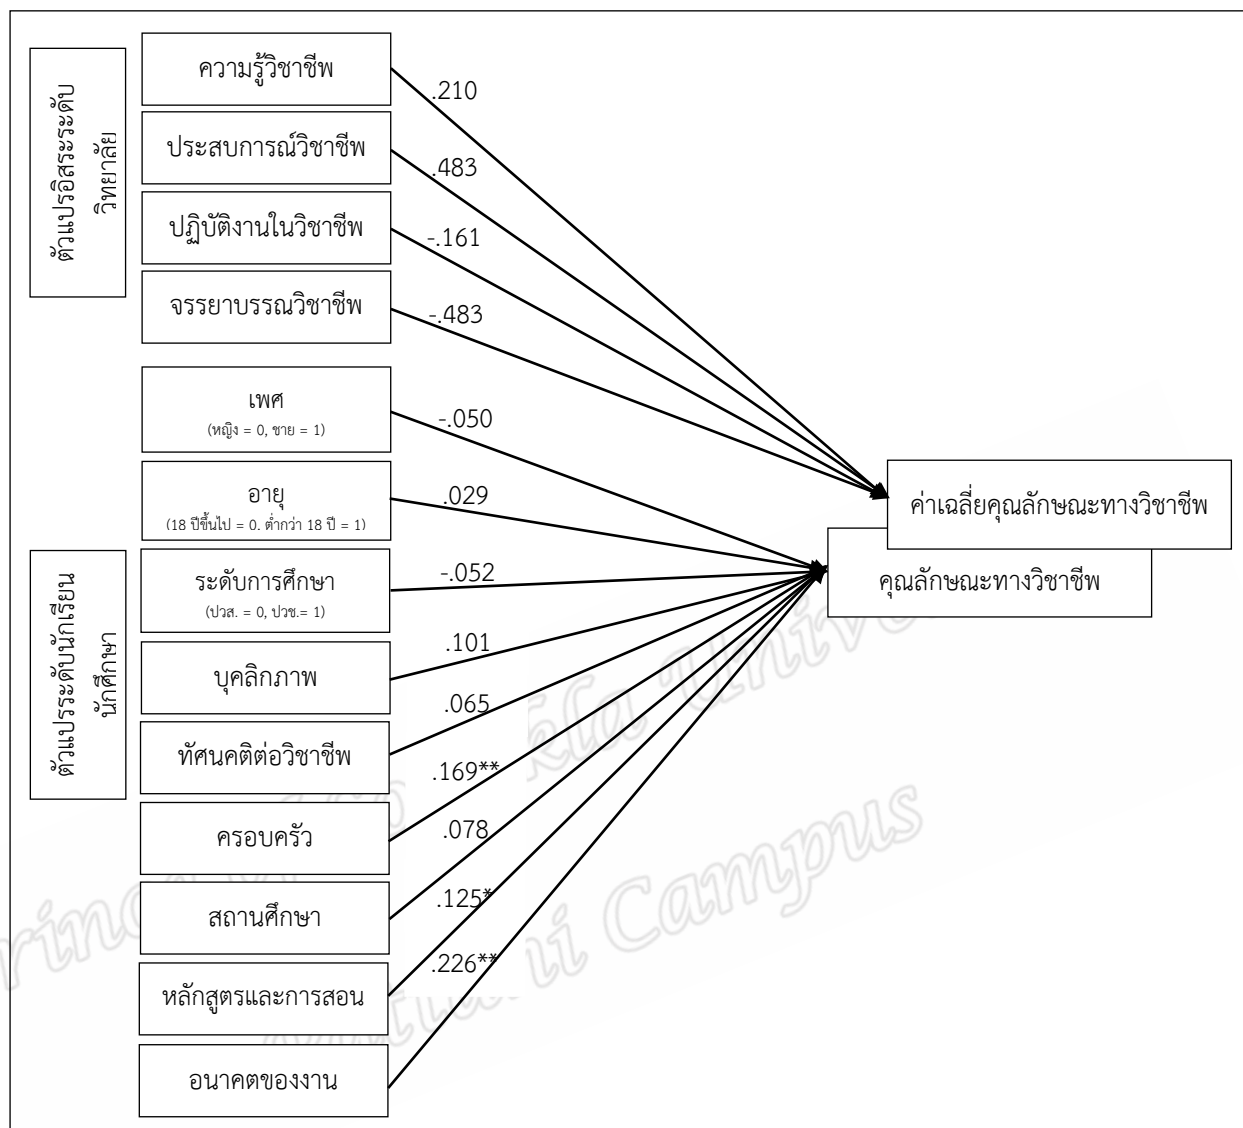 ตัวแปรอิสระระดับ
วิทยาลัย
ความรู้วิชาชีพ
.210
ประสบการณ์วิชาชีพ
.483
ปฏิบัติงานในวิชาชีพ
-.161
จรรยาบรรณวิชาชีพ
-.483
ตัวแปรระดับนักเรียน
นักศึกษา
เพศ
(หญิง = 0, ชาย = 1)
-.050
อายุ
(18 ปีขึ้นไป = 0. ต่ำกว่า 18 ปี = 1)
.029
ระดับการศึกษา
(ปวส. = 0, ปวช.= 1)
-.052
บุคลิกภาพ
.101
ทัศนคติต่อวิชาชีพ
.065
ครอบครัว
.169**
สถานศึกษา
.078
หลักสูตรและการสอน
.125*
อนาคตของงาน
.226**
ค่าเฉลี่ยคุณลักษณะทางวิชาชีพ
คุณลักษณะทางวิชาชีพ
Campus